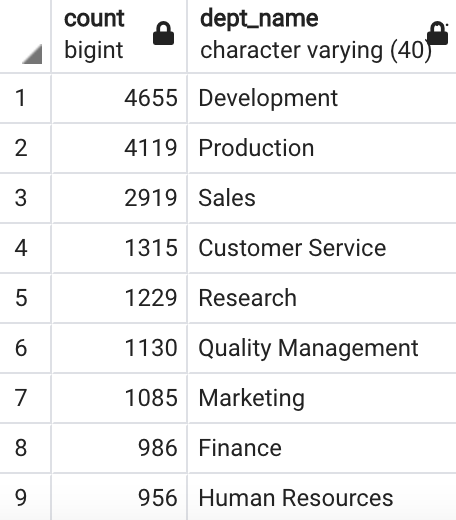 count dept_name
bigint character varying (40)
1 4655 Development
2 4119 Production
3 2919 Sales
4 1315 Customer Service
5 1229 Research
6 1130 Quality Management
7 1085 Marketing
8 986 Finance
9 956 Human Resources